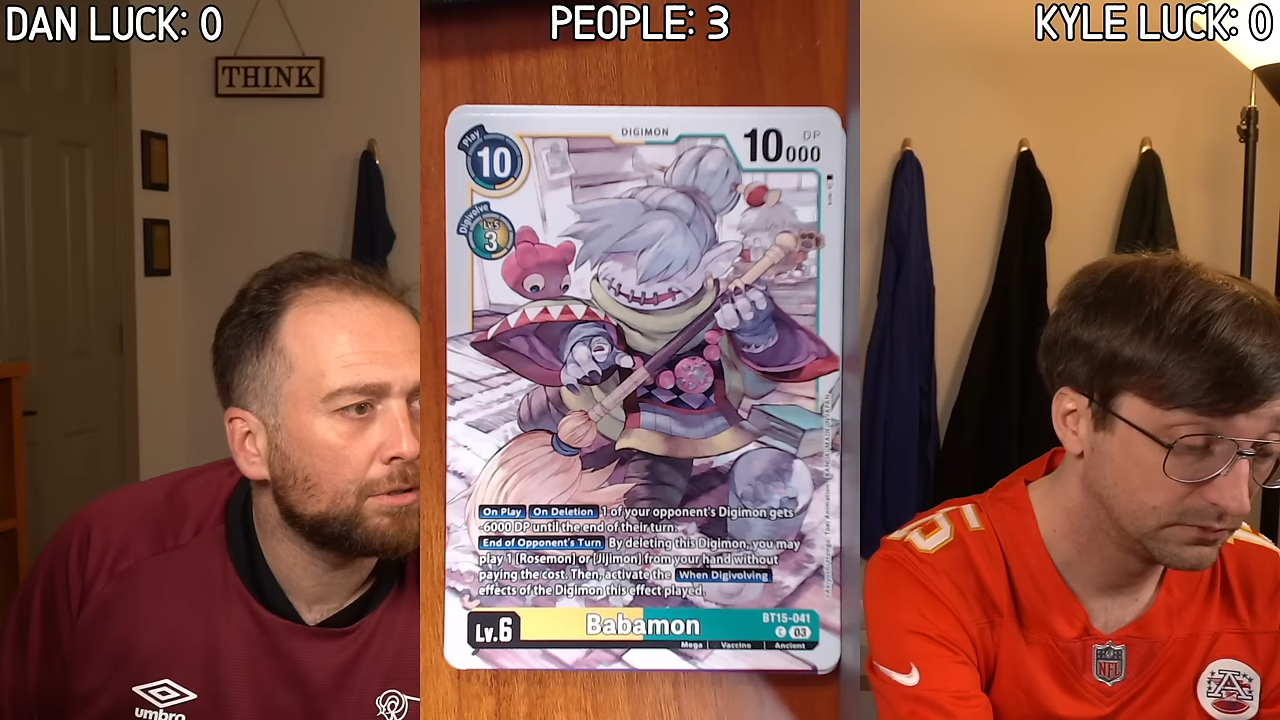 DAN LUCK: 0
PEOPLE: 3
KYLE LUCK: 0
THINK
DIGIMON
Play
10
10000
DP
Digivolve
Lv.5
3
On Play On Deletion 1 of your opponent's Digimon gets
-6000 DP until the end of their turn.
End of Opponent's Turn By deleting this Digimon, you may
play 1 [Rosemon] or [Jijimon] from your hand without
paying the cost. Then, activate the When Digivolving
effects of the Digimon this effect played.
Lv.6
Babamon
BT15-041
C 03
Mega | Vaccine | Ancient
umbro
NFL